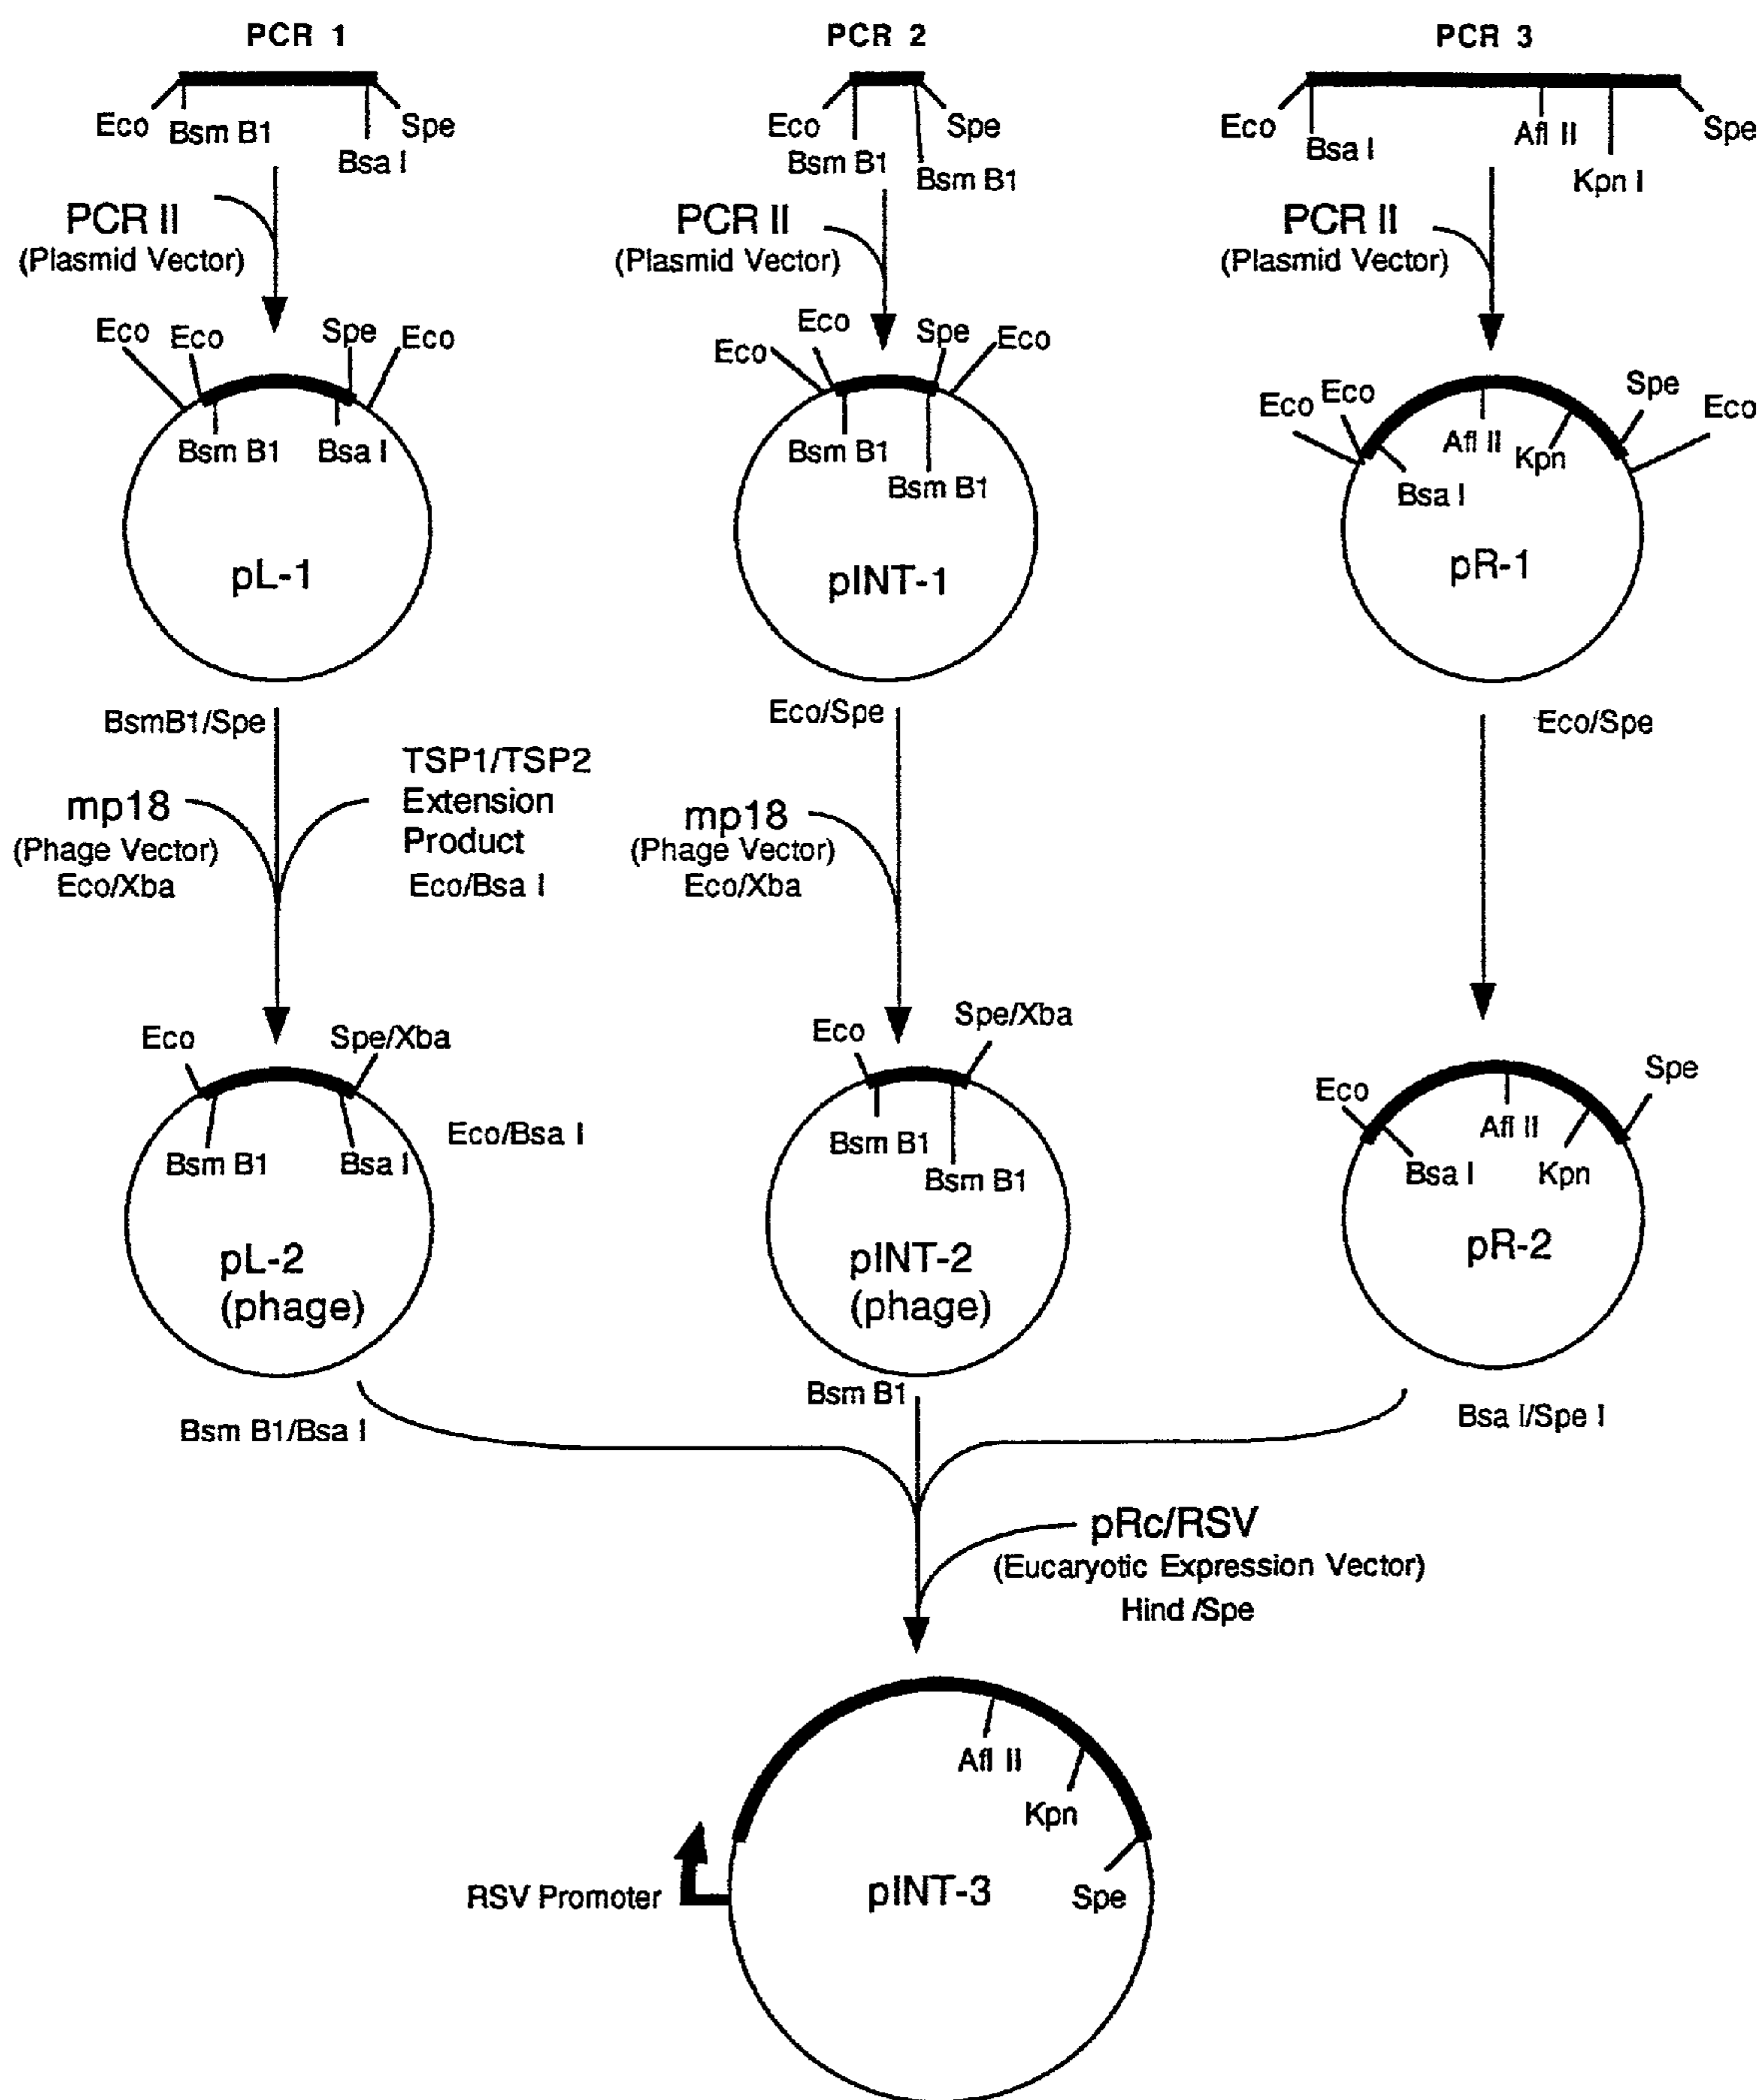 PCR 1
PCR 2
PCR 3
Eco
Bsm B1
Bsa I
Spe
Eco
Bsm B1
Bsm B1
Spe
Eco
Bsa I
Afl II
Kpn I
Spe
PCR II
(Plasmid Vector)
PCR II
(Plasmid Vector)
PCR II
(Plasmid Vector)
Eco
Eco
Spe
Eco
Bsm B1
Bsa I
pL-1
Eco
Eco
Spe
Eco
Bsm B1
Bsm B1
pINT-1
Eco
Eco
Spe
Eco
Afl II
Kpn
Bsa I
pR-1
BsmB1/Spe
mp18
(Phage Vector)
Eco/Xba
TSP1/TSP2
Extension
Product
Eco/Bsa I
Eco/Spe
mp18
(Phage Vector)
Eco/Xba
Eco/Spe
Eco
Spe/Xba
Bsm B1
Bsa I
Eco/Bsa I
pL-2
(phage)
Eco
Spe/Xba
Bsm B1
Bsm B1
pINT-2
(phage)
Eco
Spe
Afl II
Bsa I
Kpn
pR-2
Bsm B1/Bsa I
Bsm B1
Bsa I/Spe I
pRc/RSV
(Eucaryotic Expression Vector)
Hind /Spe
Afl II
Kpn
Spe
RSV Promoter
pINT-3